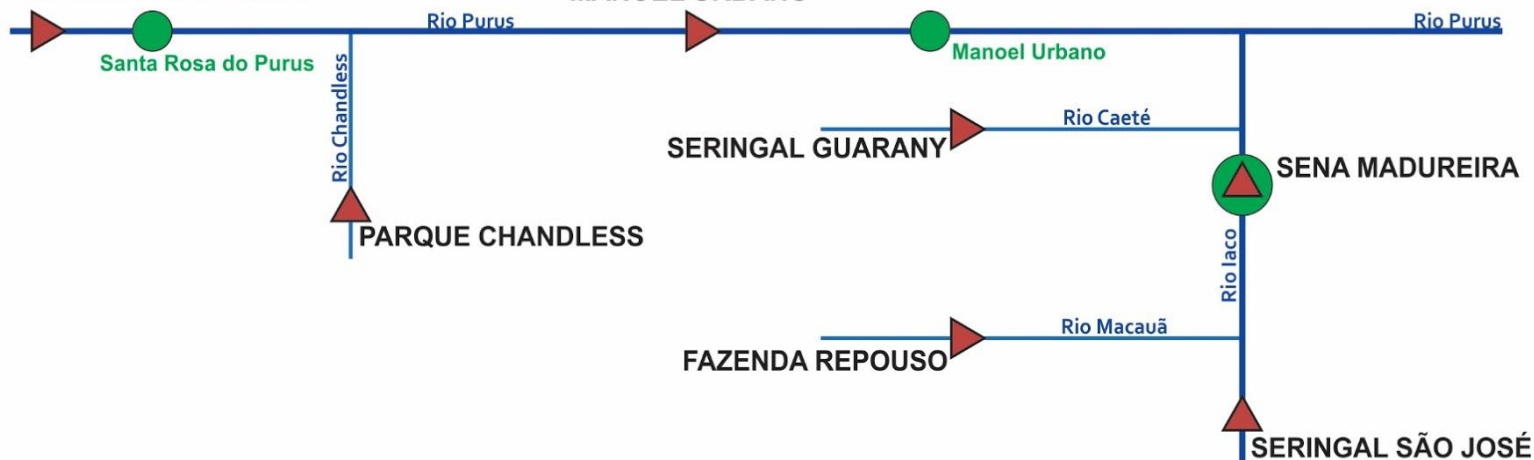 Rio Purus
Rio Purus
Santa Rosa do Purus
Manoel Urbano
Rio Chandless
Rio Caeté
SERINGAL GUARANY
SENA MADUREIRA
PARQUE CHANDLESS
Rio Iaco
Rio Macauã
FAZENDA REPOUSO
SERINGAL SÃO JOSÉ